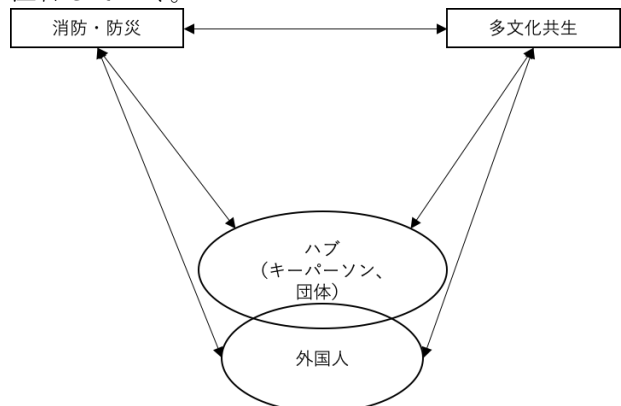 消防・防災
多文化共生
ハブ
（キーパーソン、
団体）
外国人